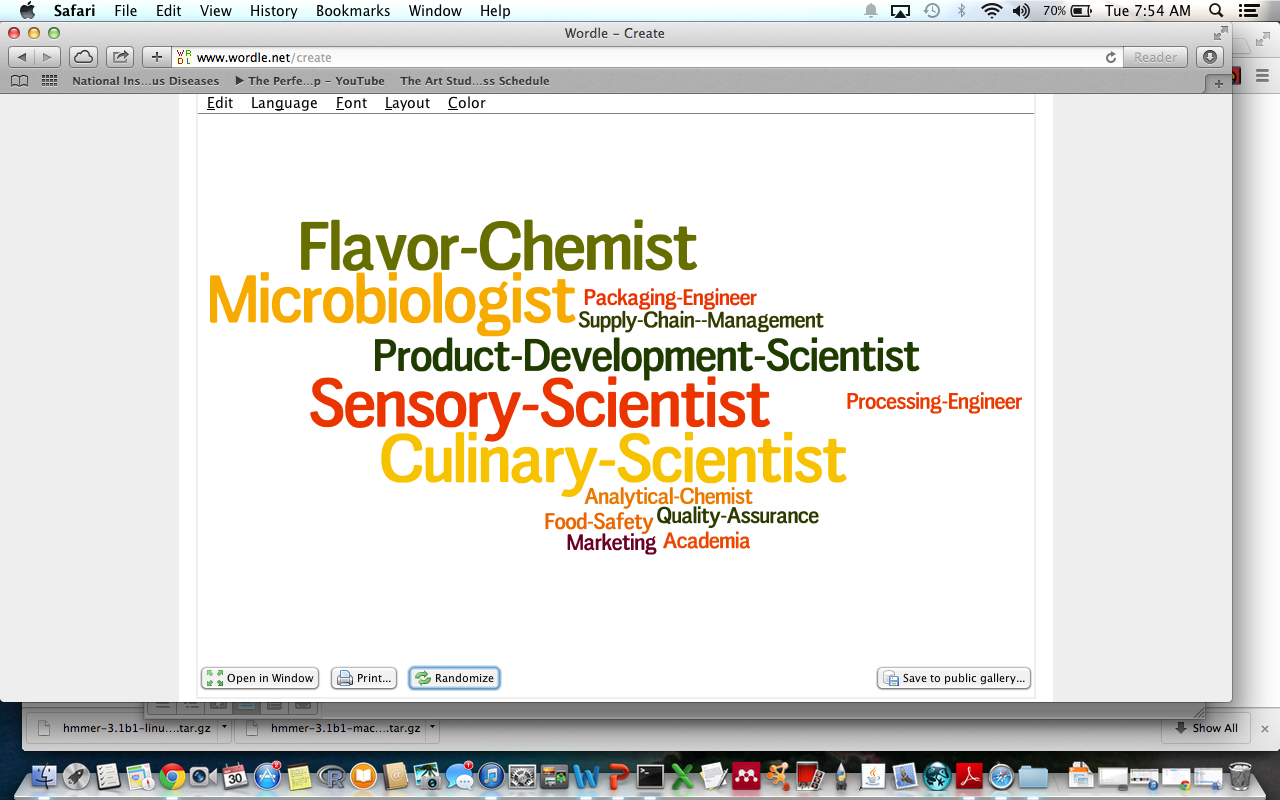 Safari File Edit View History Bookmarks Window Help 70% Tue 7:54 AM
Wordle – Create
www.wordle.net/create Reader
National Ins...us Diseases ▶ The Perfe...p – YouTube The Art Stud...ss Schedule
Edit Language Font Layout Color
Flavor-Chemist
Microbiologist
Packaging-Engineer
Supply-Chain--Management
Product-Development-Scientist
Sensory-Scientist
Processing-Engineer
Culinary-Scientist
Analytical-Chemist
Food-Safety
Quality-Assurance
Marketing
Academia
Open in Window Print... Randomize Save to public gallery...
hmmer-3.1b1-linu....tar.gz hmmer-3.1b1-mac....tar.gz Show All
30